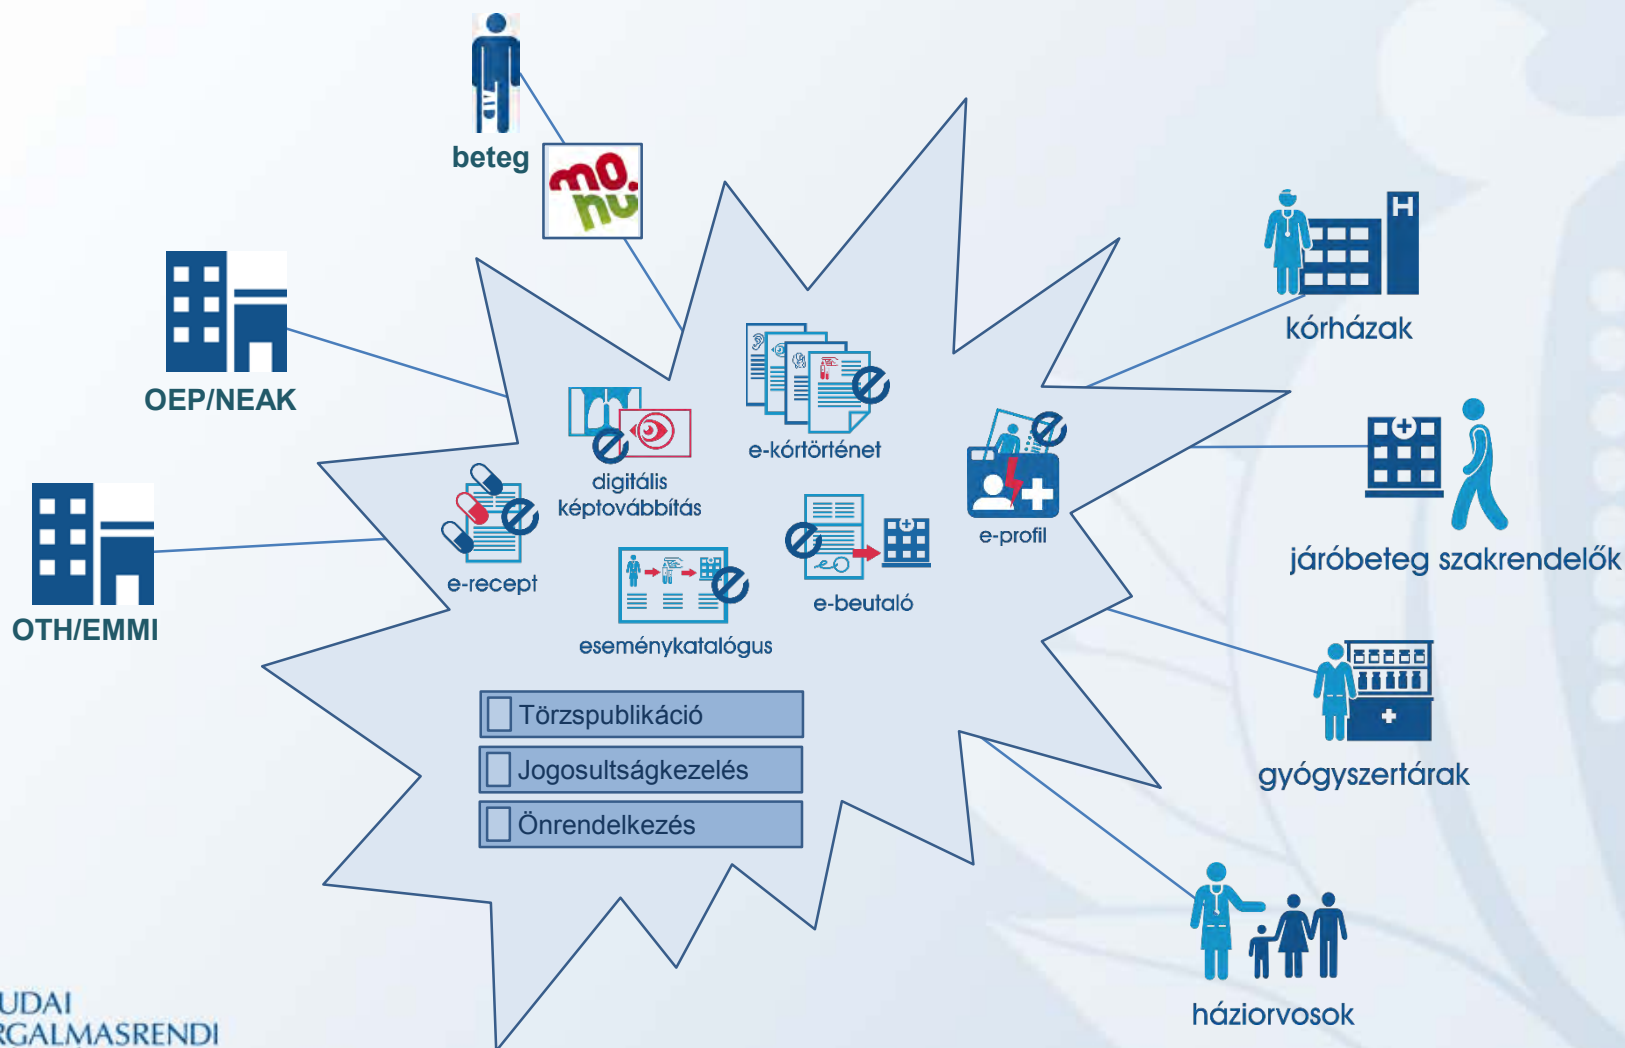 beteg
mo.
hu
H
kórházak
OEP/NEAK
e-kórtörténet
digitális
képtovábbítás
e-profil
járóbeteg szakrendelők
e-recept
e-beutaló
OTH/EMMI
eseménykatalógus
Törzspublikáció
Jogosultságkezelés
Önrendelkezés
gyógyszertárak
háziorvosok
UDAI
RGALMASRENDI